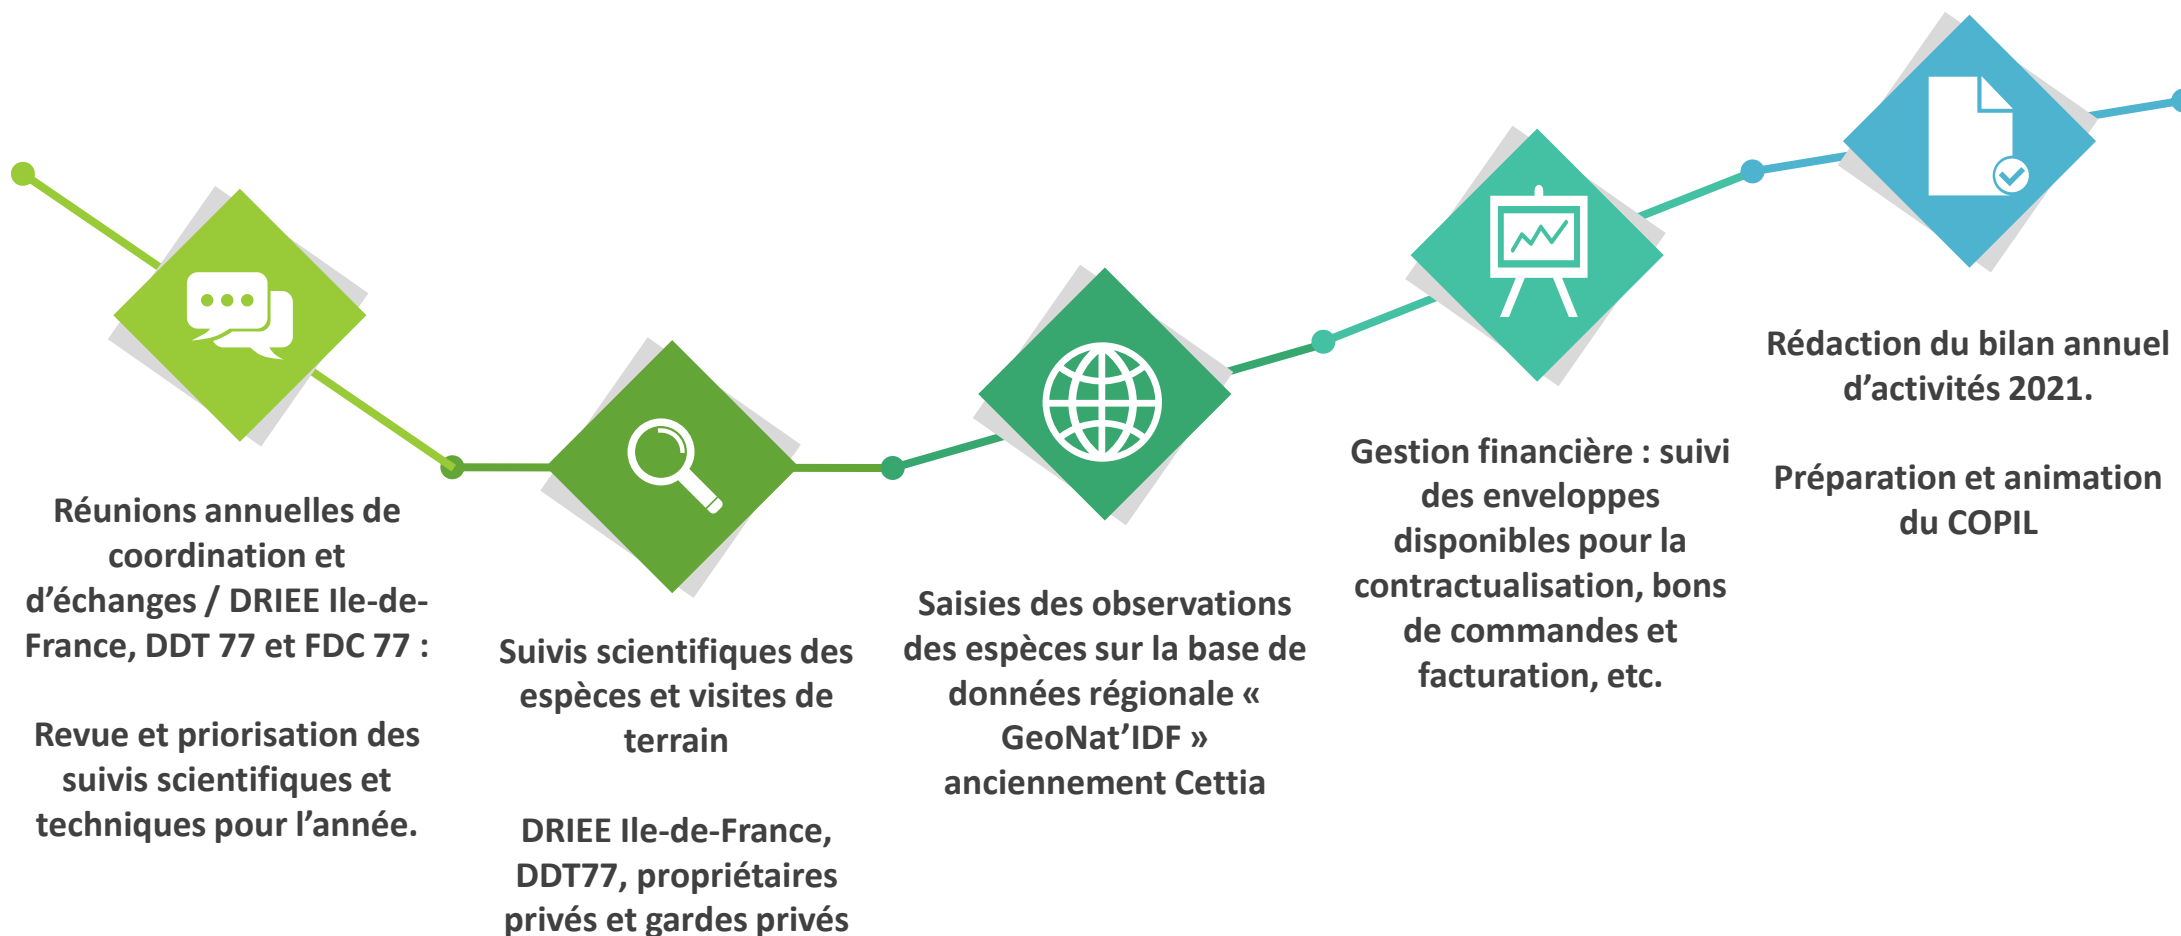 Réunions annuelles de
coordination et
d’échanges / DRIEE Ile-de-
France, DDT 77 et FDC 77 :
Revue et priorisation des
suivis scientifiques et
techniques pour l’année.
Suivis scientifiques des
espèces et visites de
terrain
DRIEE Ile-de-France,
DDT77, propriétaires
privés et gardes privés
Saisies des observations
des espèces sur la base de
données régionale «
GeoNat’IDF »
anciennement Cettia
Gestion financière : suivi
des enveloppes
disponibles pour la
contractualisation, bons
de commandes et
facturation, etc.
Rédaction du bilan annuel
d’activités 2021.
Préparation et animation
du COPIL